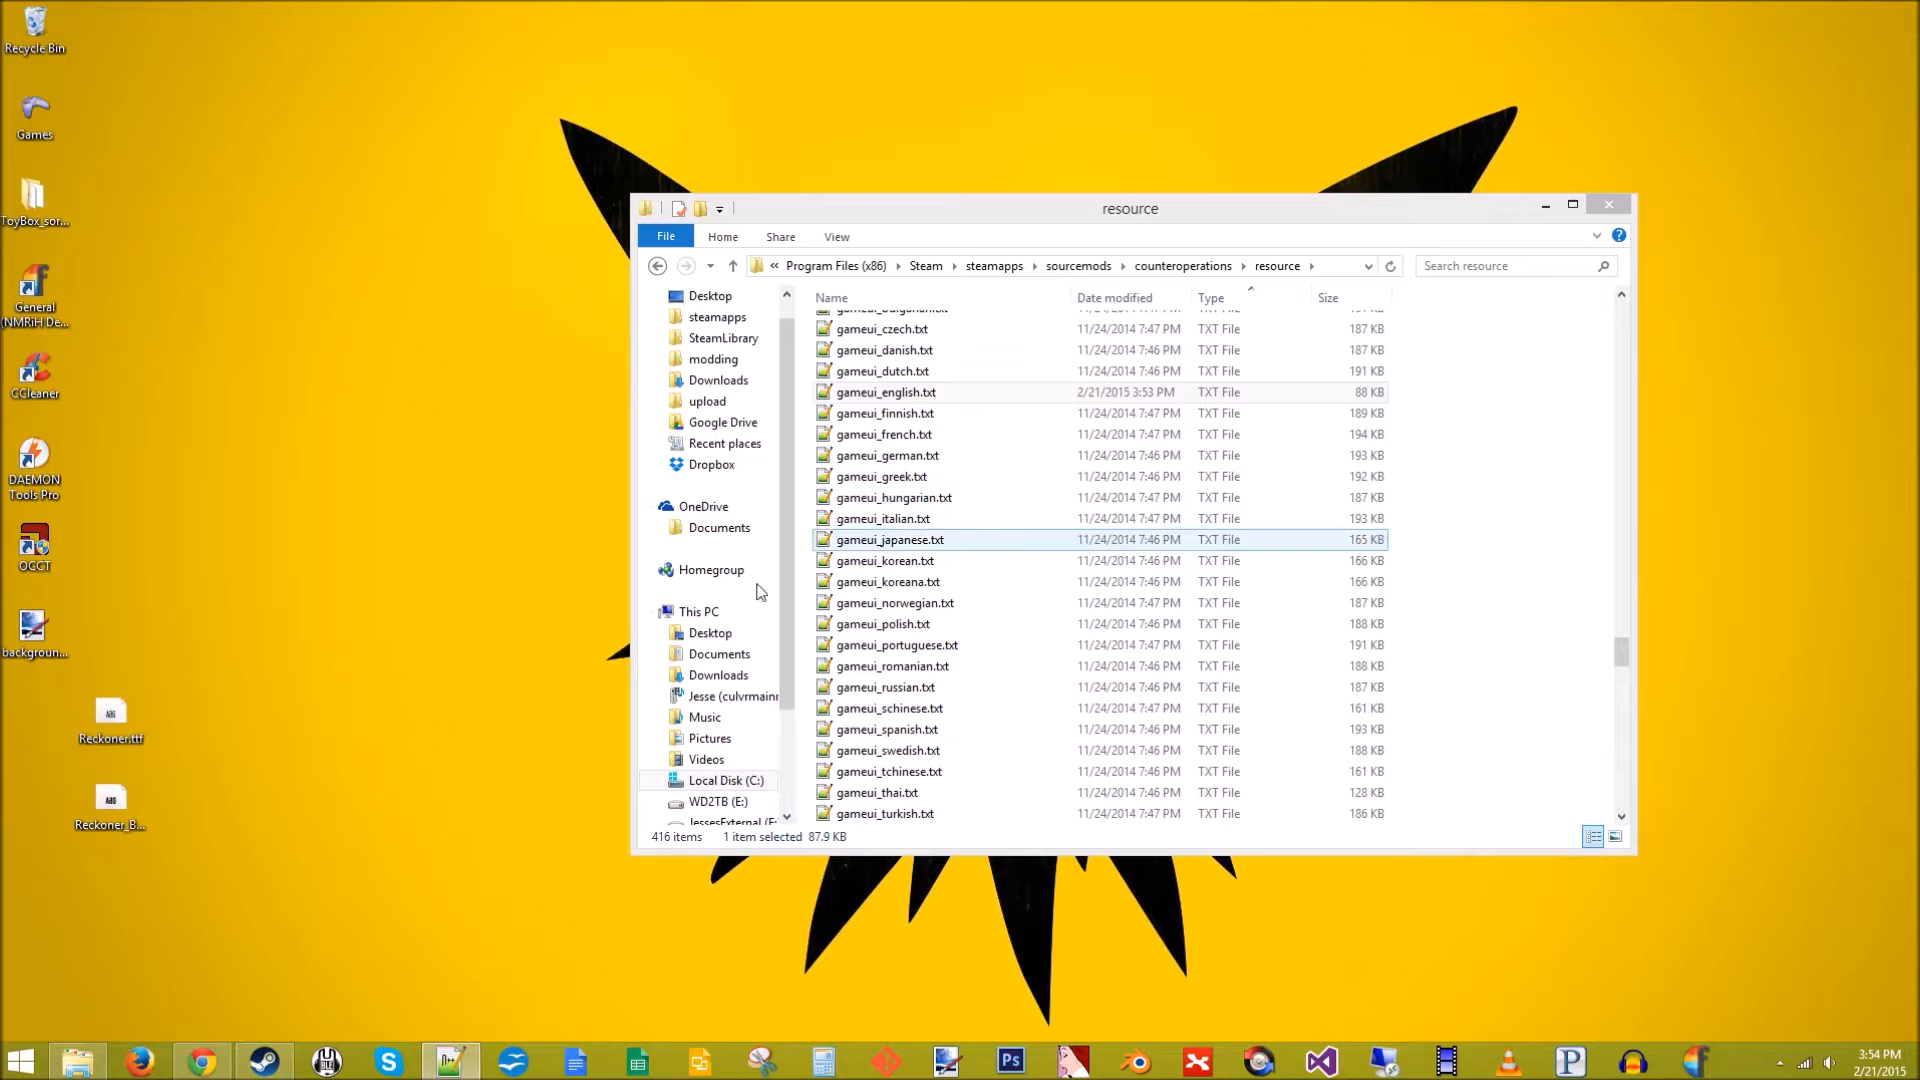 Recycle Bin
Games
ToyBox_sor...
General
(NMRiH De...
CCleaner
DAEMON
Tools Pro
OCCT
backgroun...
Reckoner.ttf
Reckoner_B...
resource
File
Home
Share
View
« Program Files (x86) › Steam › steamapps › sourcemods › counteroperations › resource ›
Search resource
Desktop
steamapps
SteamLibrary
modding
Downloads
upload
Google Drive
Recent places
Dropbox
OneDrive
Documents
Homegroup
This PC
Desktop
Documents
Downloads
Jesse (culvrmainr
Music
Pictures
Videos
Local Disk (C:)
WD2TB (E:)
JessesExternal (F:
Name Date modified Type Size
gameui_czech.txt 11/24/2014 7:47 PM TXT File 187 KB
gameui_danish.txt 11/24/2014 7:46 PM TXT File 187 KB
gameui_dutch.txt 11/24/2014 7:47 PM TXT File 191 KB
gameui_english.txt 2/21/2015 3:53 PM TXT File 88 KB
gameui_finnish.txt 11/24/2014 7:47 PM TXT File 189 KB
gameui_french.txt 11/24/2014 7:47 PM TXT File 194 KB
gameui_german.txt 11/24/2014 7:47 PM TXT File 193 KB
gameui_greek.txt 11/24/2014 7:47 PM TXT File 192 KB
gameui_hungarian.txt 11/24/2014 7:47 PM TXT File 187 KB
gameui_italian.txt 11/24/2014 7:47 PM TXT File 193 KB
gameui_japanese.txt 11/24/2014 7:46 PM TXT File 165 KB
gameui_korean.txt 11/24/2014 7:46 PM TXT File 166 KB
gameui_koreana.txt 11/24/2014 7:46 PM TXT File 166 KB
gameui_norwegian.txt 11/24/2014 7:47 PM TXT File 187 KB
gameui_polish.txt 11/24/2014 7:46 PM TXT File 188 KB
gameui_portuguese.txt 11/24/2014 7:47 PM TXT File 191 KB
gameui_romanian.txt 11/24/2014 7:46 PM TXT File 188 KB
gameui_russian.txt 11/24/2014 7:46 PM TXT File 187 KB
gameui_schinese.txt 11/24/2014 7:46 PM TXT File 161 KB
gameui_spanish.txt 11/24/2014 7:47 PM TXT File 193 KB
gameui_swedish.txt 11/24/2014 7:46 PM TXT File 188 KB
gameui_tchinese.txt 11/24/2014 7:46 PM TXT File 161 KB
gameui_thai.txt 11/24/2014 7:46 PM TXT File 128 KB
gameui_turkish.txt 11/24/2014 7:47 PM TXT File 186 KB
416 items 1 item selected 87.9 KB
Ps
3:54 PM
2/21/2015